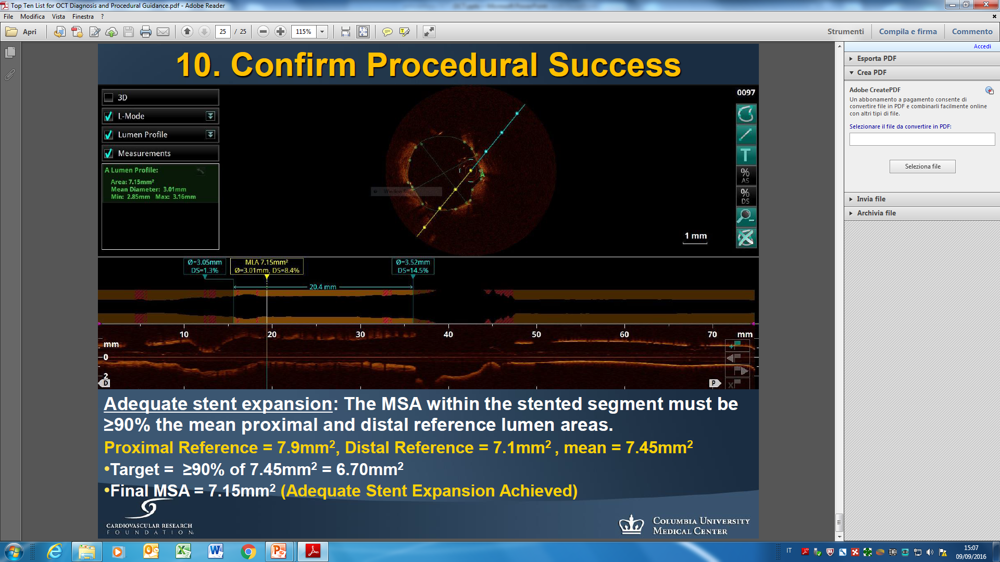 Top Ten List for OCT Diagnosis and Procedural Guidance.pdf - Adobe Reader
File Modifica Vista Finestra ?
Apri 25 / 25 115% Strumenti Compila e firma Commento
Accedi
Esporta PDF
Crea PDF
Adobe CreatePDF
Un abbonamento a pagamento consente di
convertire file in PDF e combinarli facilmente online
con altri tipi di file.
Selezionare il file da convertire in PDF:
Seleziona file
Invia file
Archivia file
10. Confirm Procedural Success
3D
L-Mode
Lumen Profile
Measurements
A Lumen Profile:
Area: 7.15mm²
Mean Diameter: 3.01mm
Min: 2.85mm Max: 3.16mm
0097
A
T
%
AS
%
DS
1 mm
Ø=3.05mm
DS=1.3%
MLA 7.15mm²
Ø=3.01mm, DS=8.4%
Ø=3.52mm
DS=14.5%
20.4 mm
10 20 30 40 50 60 70 mm
mm
0
2
D P
Adequate stent expansion: The MSA within the stented segment must be
≥90% the mean proximal and distal reference lumen areas.
Proximal Reference = 7.9mm², Distal Reference = 7.1mm² , mean = 7.45mm²
•Target = ≥90% of 7.45mm² = 6.70mm²
•Final MSA = 7.15mm² (Adequate Stent Expansion Achieved)
CARDIOVASCULAR RESEARCH
FOUNDATION
COLUMBIA UNIVERSITY
MEDICAL CENTER
IT
15:07
09/09/2016